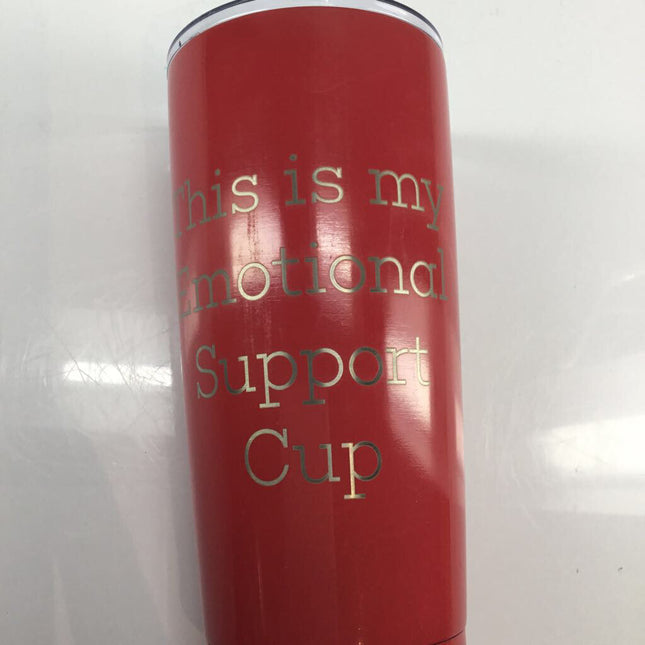 This is my
Emotional
Support
Cup